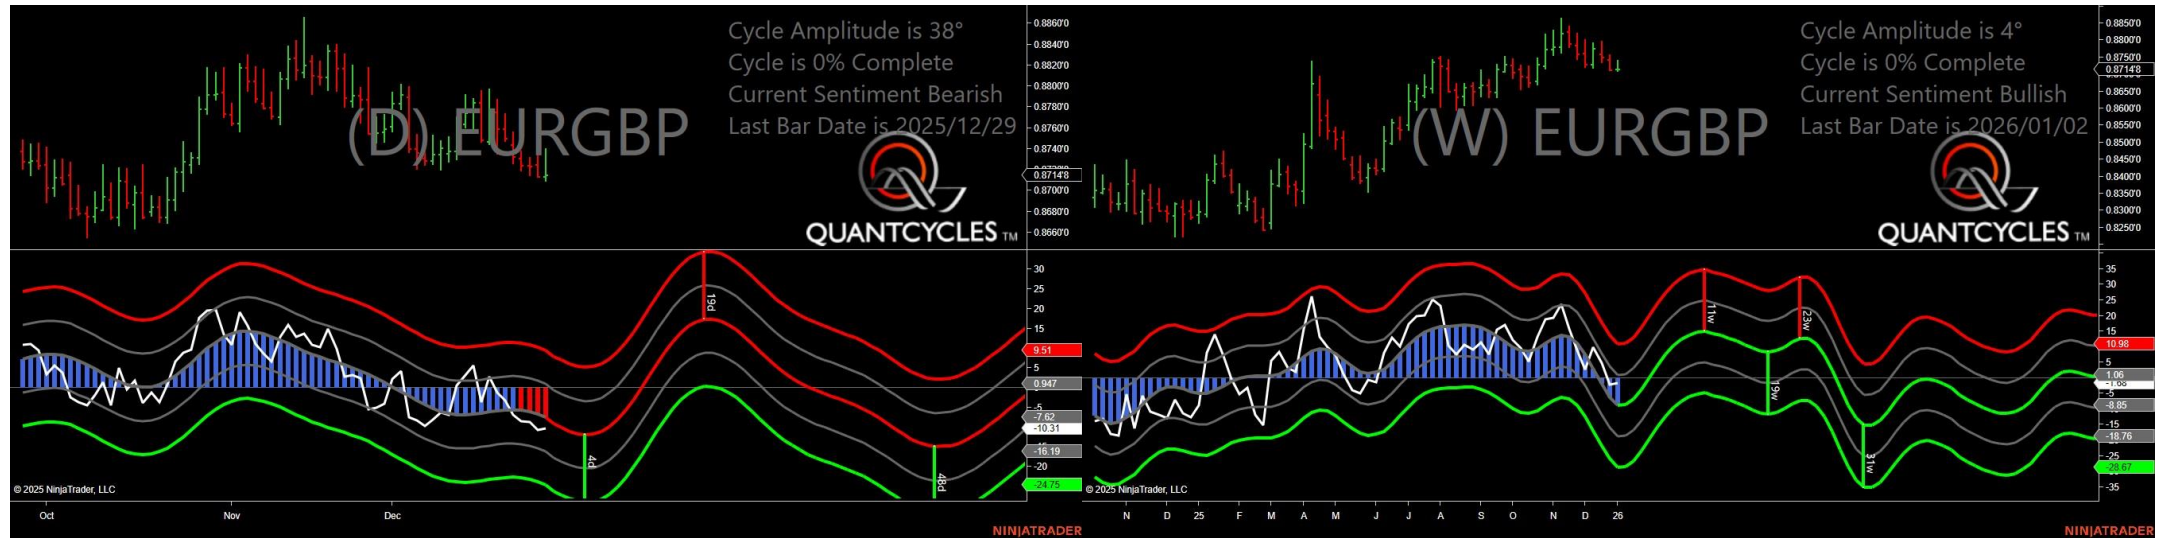 Cycle Amplitude is 38°
Cycle is 0% Complete
Current Sentiment Bearish
Last Bar Date is 2025/12/29
(D) EURGBP
QUANTCYCLES TM
0.8860'0
0.8840'0
0.8820'0
0.8800'0
0.8780'0
0.8760'0
0.8740'0
0.8714'8
0.8700'0
0.8680'0
0.8660'0
30
25
20
15
9.51
5
0.947
-5
-7.62
-10.31
-16.19
-20
-24.75
19d
4d
48d
© 2025 NinjaTrader, LLC
Oct Nov Dec
NINJATRADER
Cycle Amplitude is 4°
Cycle is 0% Complete
Current Sentiment Bullish
Last Bar Date is 2026/01/02
(W) EURGBP
QUANTCYCLES TM
0.8850'0
0.8800'0
0.8750'0
0.8714'8
0.8650'0
0.8600'0
0.8550'0
0.8500'0
0.8450'0
0.8400'0
0.8350'0
0.8300'0
0.8250'0
35
30
25
20
15
10.98
5
1.06
-1.68
-5
-8.85
-15
-18.76
-25
-28.67
-35
11w
23w
19w
31w
© 2025 NinjaTrader, LLC
N D 25 F M A M J J A S O N D 26
NINJATRADER